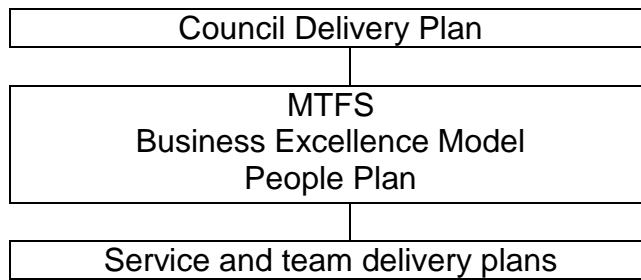 Council Delivery Plan
MTFS
Business Excellence Model
People Plan
Service and team delivery plans